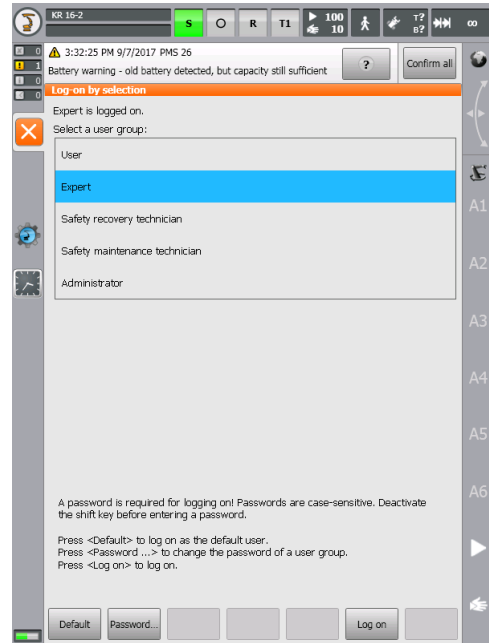 KR 16-2
S
O
R
T1
100
10
T?
B?
∞
0
1
0
0
3:32:25 PM 9/7/2017 PMS 26
Battery warning - old battery detected, but capacity still sufficient
?
Confirm all
Log-on by selection
Expert is logged on.
Select a user group:
User
Expert
Safety recovery technician
Safety maintenance technician
Administrator
A1
A2
A3
A4
A5
A6
A password is required for logging on! Passwords are case-sensitive. Deactivate
the shift key before entering a password.
Press <Default> to log on as the default user.
Press <Password ...> to change the password of a user group.
Press <Log on> to log on.
Default
Password...
Log on